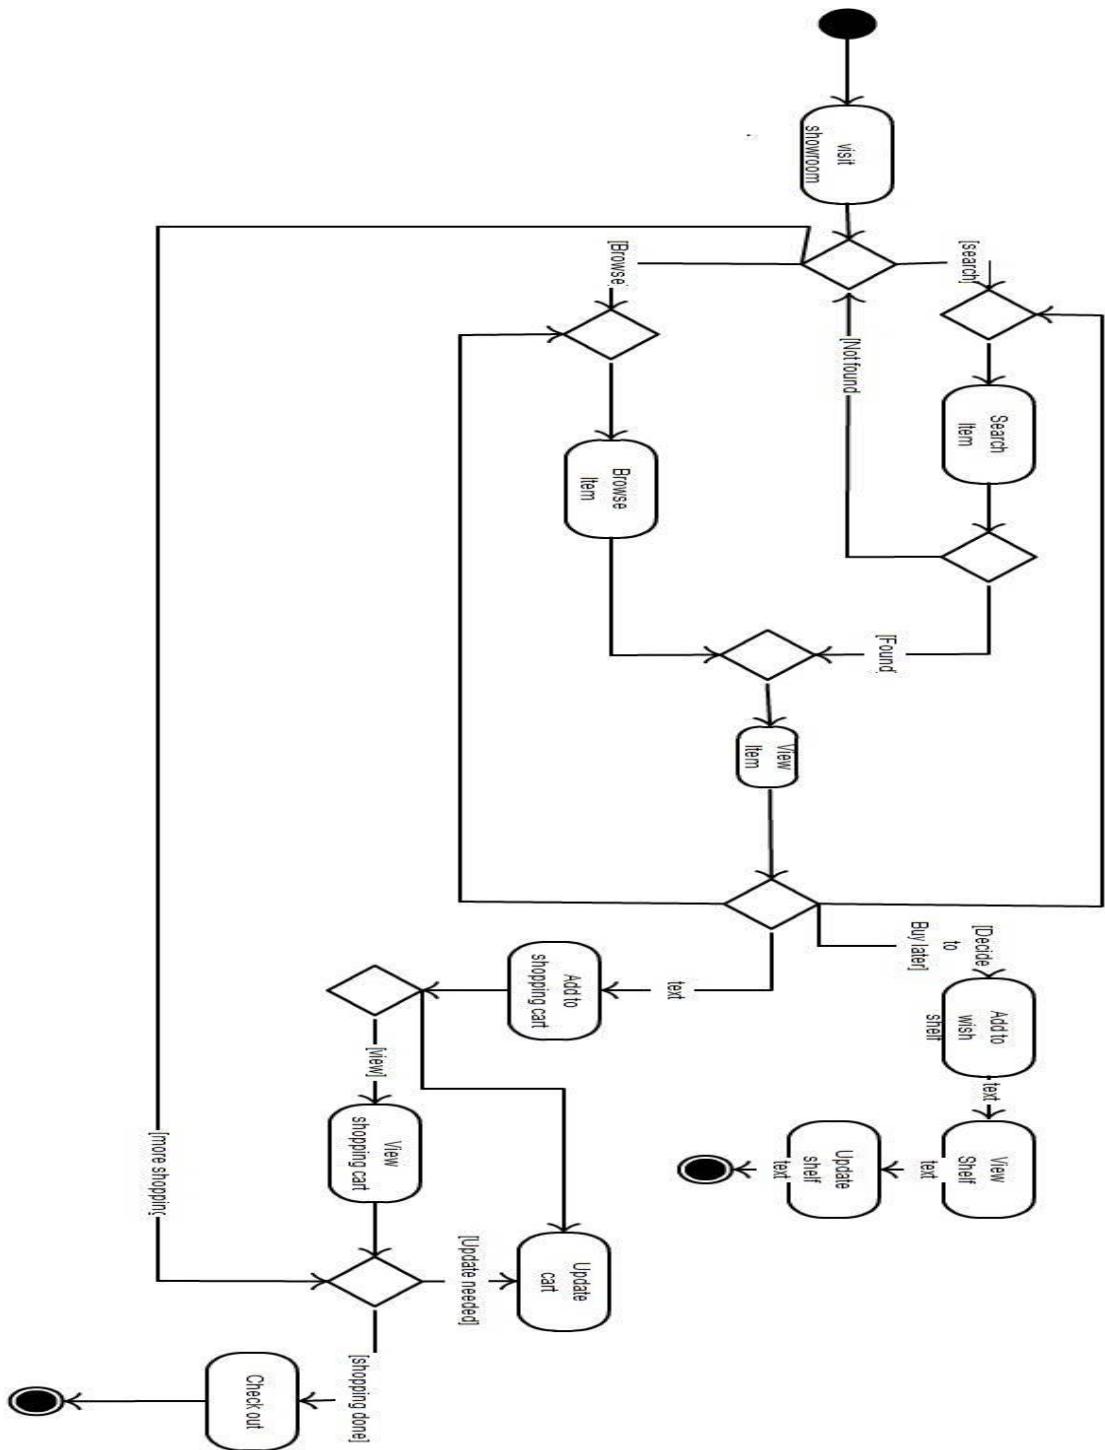 visit
showroom
[search]
[Browse]
Search
Item
[Not found
Browse
Item
[Found]
View
Item
[Decide
to
Buy later]
Add to
wish
shelf
text
View
Shelf
text
Update
shelf
text
text
Add to
shopping cart
[view]
View
shopping cart
Update
cart
[Update needed]
[more shopping
[shopping done]
Check out